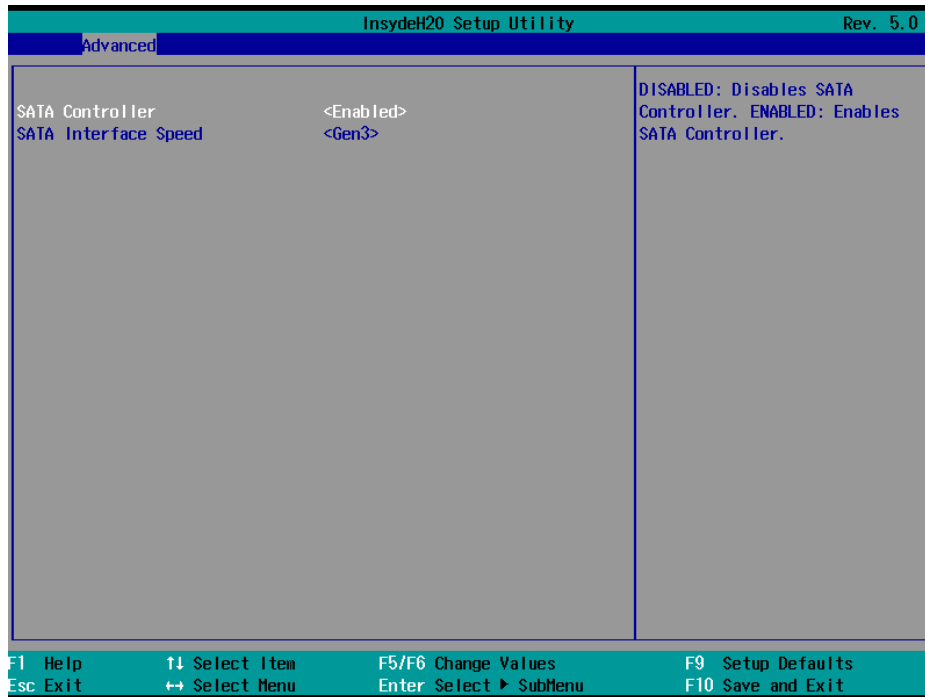 InsydeH20 Setup Utility Rev. 5.0
Advanced
SATA Controller <Enabled>
SATA Interface Speed <Gen3>
DISABLED: Disables SATA
Controller. ENABLED: Enables
SATA Controller.
F1 Help ↑↓ Select Item F5/F6 Change Values F9 Setup Defaults
Esc Exit ↔ Select Menu Enter Select ▶ SubMenu F10 Save and Exit